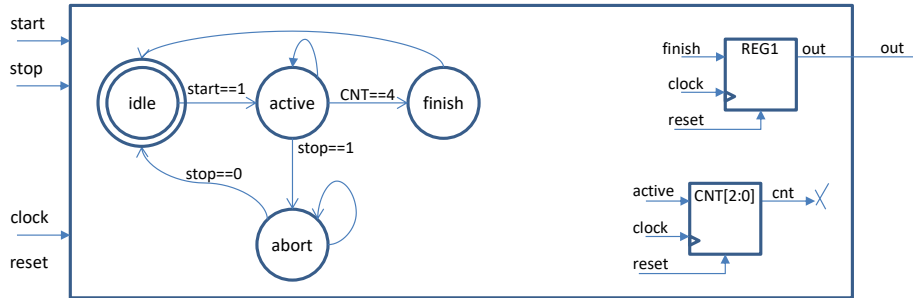 start
stop
clock
reset
idle
start==1
active
CNT==4
finish
stop==1
stop==0
abort
finish
REG1
out
out
clock
reset
active
CNT[2:0]
cnt
clock
reset